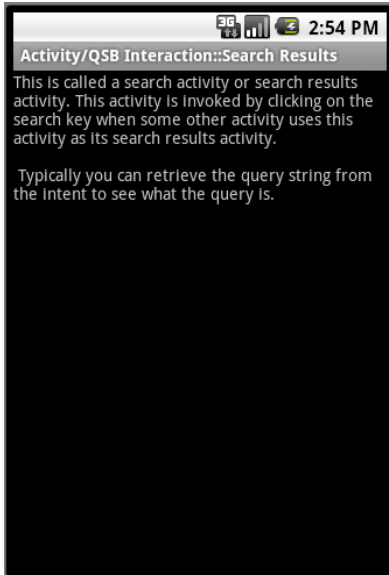 3G 2:54 PM
Activity/QSB Interaction::Search Results
This is called a search activity or search results
activity. This activity is invoked by clicking on the
search key when some other activity uses this
activity as its search results activity.
Typically you can retrieve the query string from
the intent to see what the query is.